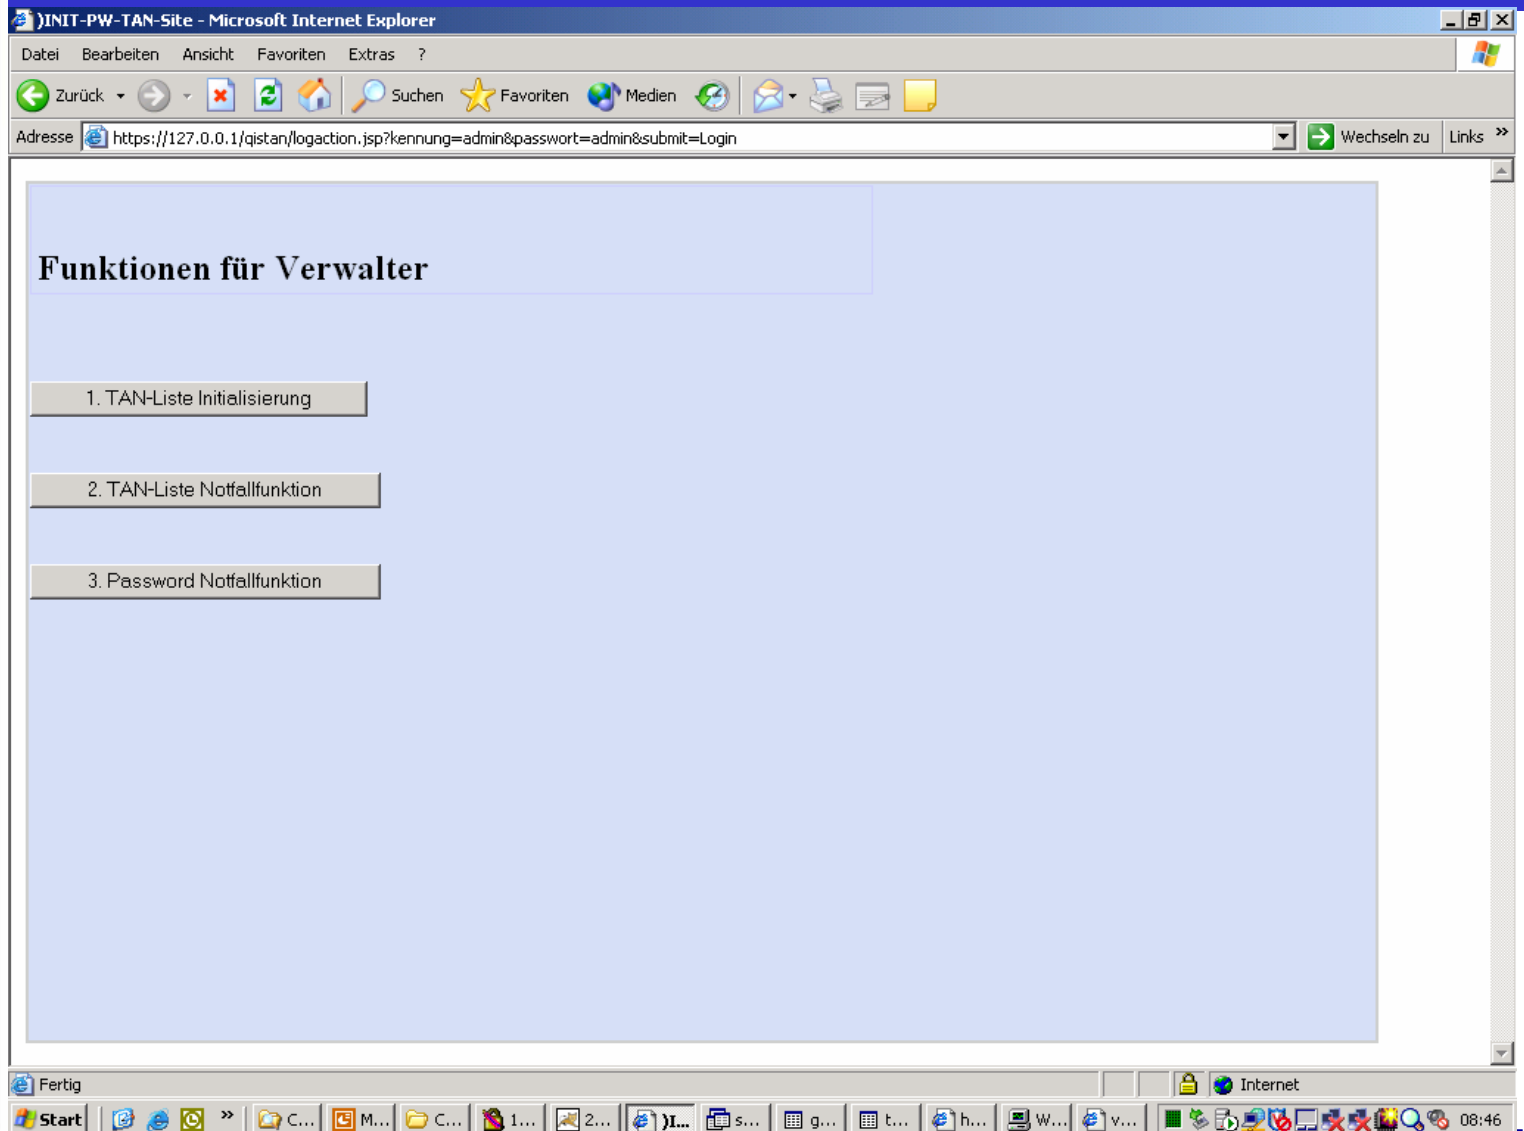 )INIT-PW-TAN-Site - Microsoft Internet Explorer
Datei Bearbeiten Ansicht Favoriten Extras ?
Zurück Suchen Favoriten Medien
Adresse https://127.0.0.1/qistan/logaction.jsp?kennung=admin&passwort=admin&submit=Login Wechseln zu Links »
Funktionen für Verwalter
1. TAN-Liste Initialisierung
2. TAN-Liste Notfallfunktion
3. Password Notfallfunktion
Fertig Internet
Start » C... M... C... 1... 2... )I... s... g... t... h... W... v... 08:46